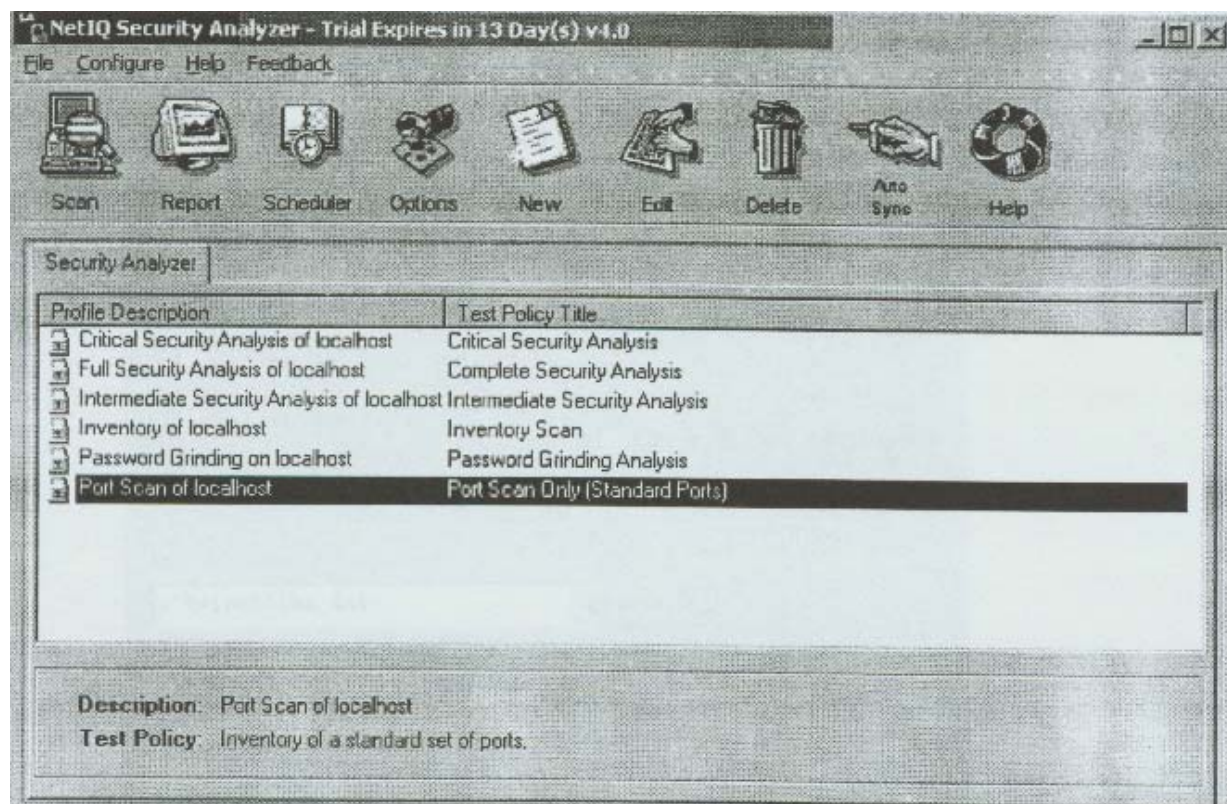 NetIQ Security Analyzer - Trial Expires in 13 Day(s) v4.0
File Configure Help Feedback
Scan Report Scheduler Options New Edit Delete Auto Sync Help
Security Analyzer
Profile Description Test Policy Title
Critical Security Analysis of localhost Critical Security Analysis
Full Security Analysis of localhost Complete Security Analysis
Intermediate Security Analysis of localhost Intermediate Security Analysis
Inventory of localhost Inventory Scan
Password Grinding on localhost Password Grinding Analysis
Port Scan of localhost Port Scan Only (Standard Ports)
Description: Port Scan of localhost
Test Policy: Inventory of a standard set of ports.